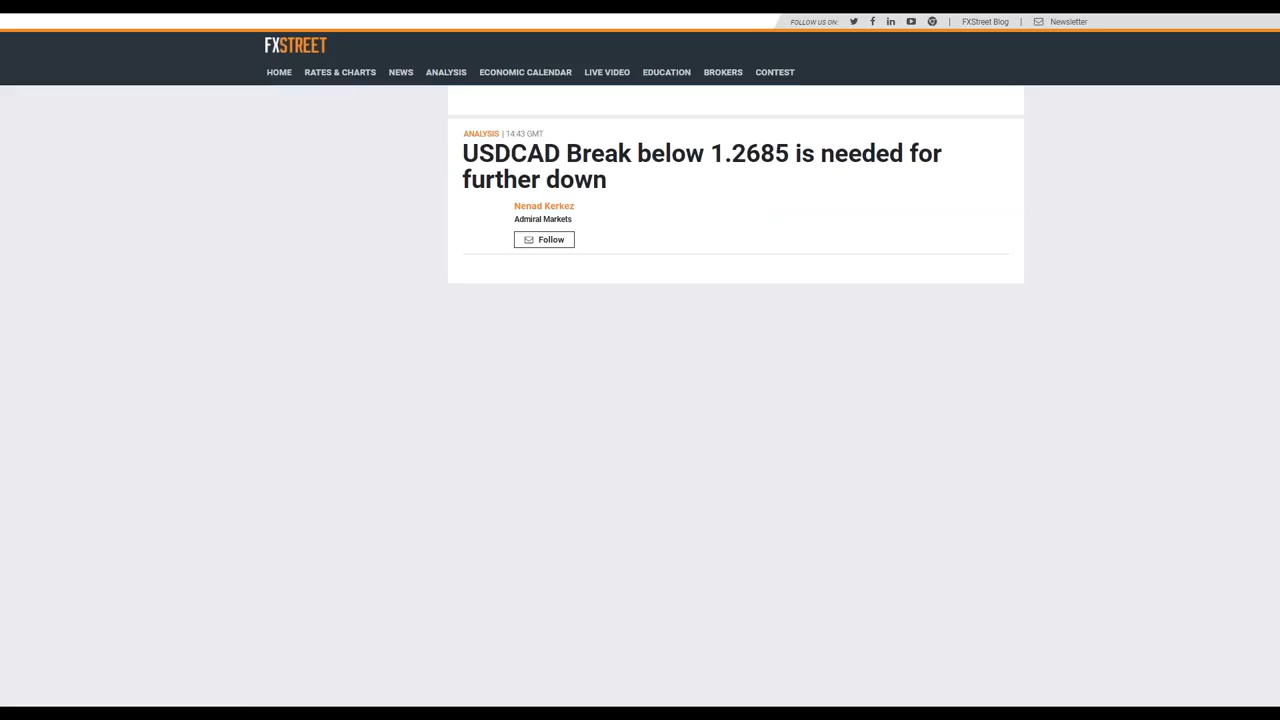 FOLLOW US ON: | FXStreet Blog | Newsletter
FXSTREET
HOME RATES & CHARTS NEWS ANALYSIS ECONOMIC CALENDAR LIVE VIDEO EDUCATION BROKERS CONTEST
ANALYSIS | 14:43 GMT
USDCAD Break below 1.2685 is needed for
further down
Nenad Kerkez
Admiral Markets
Follow